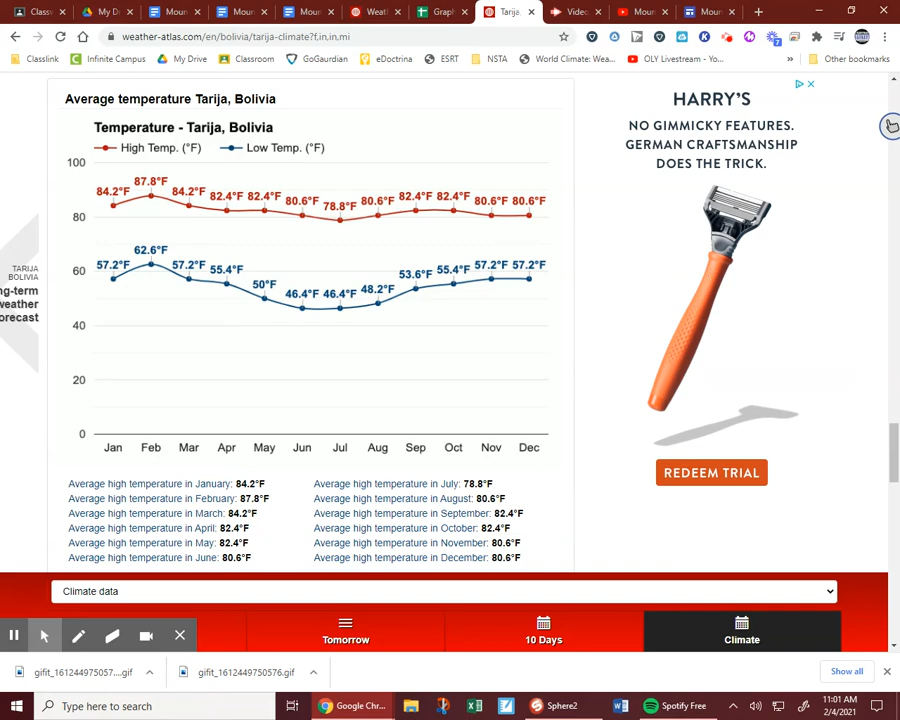 Classw
My D
Moun
Moun
Moun
Weath
Graph
Tarija,
Video
Moun
Moun
weather-atlas.com/en/bolivia/tarija-climate?f,in,in,mi
Classlink
Infinite Campus
My Drive
Classroom
GoGuardian
eDoctrina
ESRT
NSTA
World Climate: Wea...
OLY Livestream - Yo...
»
Other bookmarks
Average temperature Tarija, Bolivia
Temperature - Tarija, Bolivia
High Temp. (°F) Low Temp. (°F)
100
84.2°F 87.8°F 84.2°F 82.4°F 82.4°F 80.6°F 78.8°F 80.6°F 82.4°F 82.4°F 80.6°F 80.6°F
80
57.2°F 62.6°F 57.2°F 55.4°F 50°F 46.4°F 46.4°F 48.2°F 53.6°F 55.4°F 57.2°F 57.2°F
60
40
20
0
Jan Feb Mar Apr May Jun Jul Aug Sep Oct Nov Dec
TARIJA
BOLIVIA
ng-term
weather
orecast
Average high temperature in January: 84.2°F
Average high temperature in February: 87.8°F
Average high temperature in March: 84.2°F
Average high temperature in April: 82.4°F
Average high temperature in May: 82.4°F
Average high temperature in June: 80.6°F
Average high temperature in July: 78.8°F
Average high temperature in August: 80.6°F
Average high temperature in September: 82.4°F
Average high temperature in October: 82.4°F
Average high temperature in November: 80.6°F
Average high temperature in December: 80.6°F
HARRY'S
NO GIMMICKY FEATURES.
GERMAN CRAFTSMANSHIP
DOES THE TRICK.
REDEEM TRIAL
Climate data
Tomorrow
10 Days
Climate
gifit_161244975057....gif
gifit_1612449750576.gif
Show all
Type here to search
Google Chr...
Sphere2
Spotify Free
11:01 AM
2/4/2021